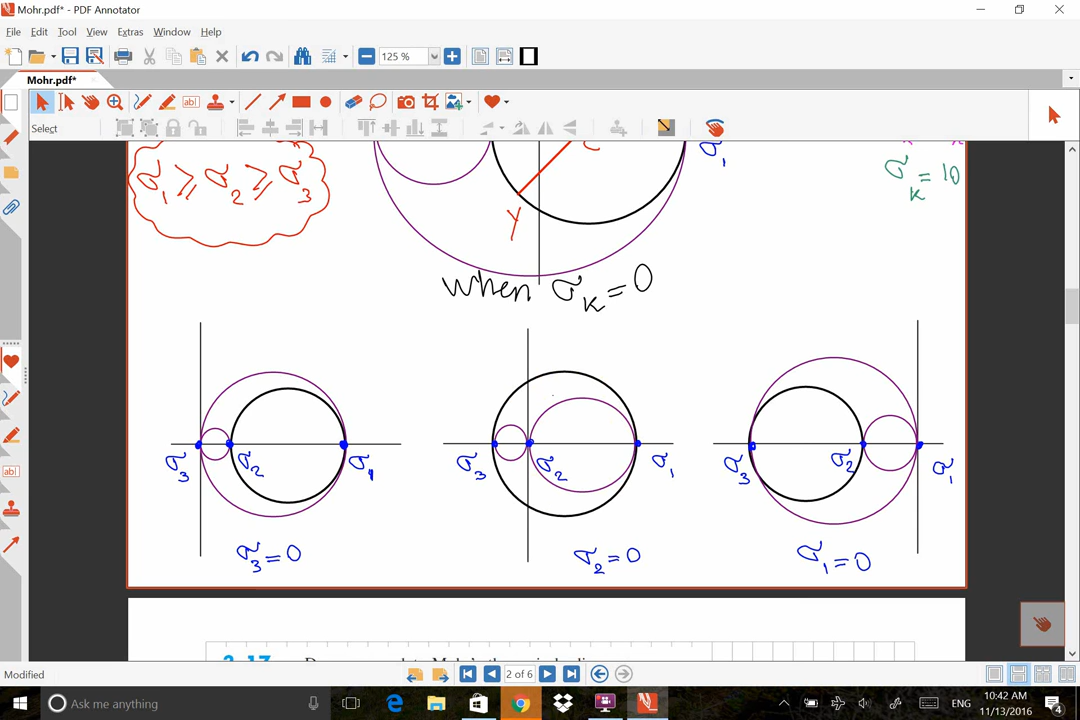 Mohr.pdf* - PDF Annotator
File Edit Tool View Extras Window Help
125 %
Mohr.pdf*
Select
σ1 ≥ σ2 ≥ σ3
C
Y
σ1
σK = 10
when σK = 0
σ3 σ2 σ1
σ3 σ2 σ1
σ3 σ2 σ1
σ3 = 0
σ2 = 0
σ1 = 0
Modified
2 of 6
Ask me anything
ENG
10:42 AM
11/13/2016
4